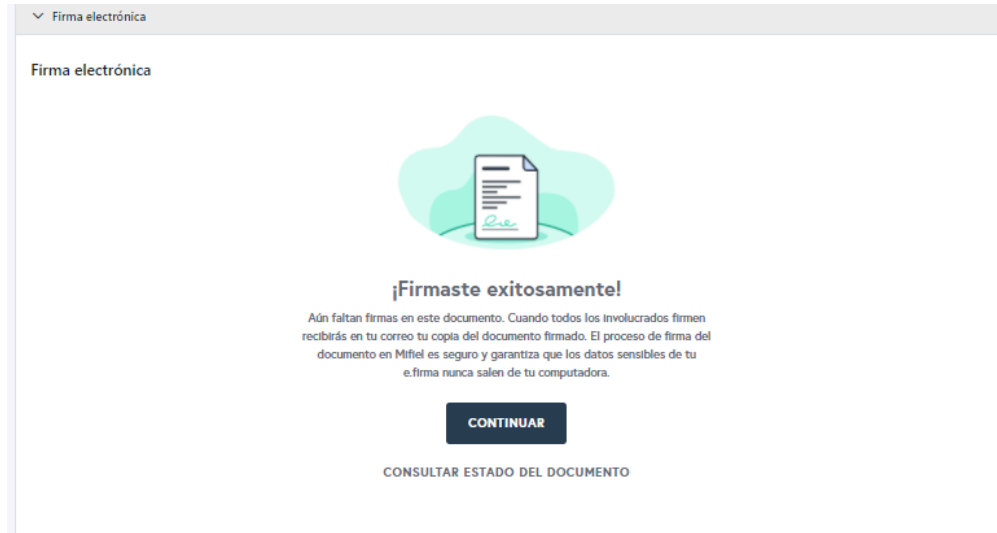 Firma electrónica
Firma electrónica
¡Firmaste exitosamente!
Aún faltan firmas en este documento. Cuando todos los involucrados firmen
recibirás en tu correo tu copia del documento firmado. El proceso de firma del
documento en Mifiel es seguro y garantiza que los datos sensibles de tu
e.firma nunca salen de tu computadora.
CONTINUAR
CONSULTAR ESTADO DEL DOCUMENTO